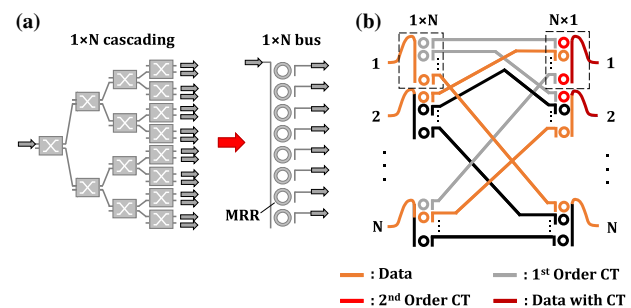 (a)
1×N cascading
1×N bus
MRR
(b)
1×N
N×1
1
1
2
2
N
N
: Data
: 1st Order CT
: 2nd Order CT
: Data with CT